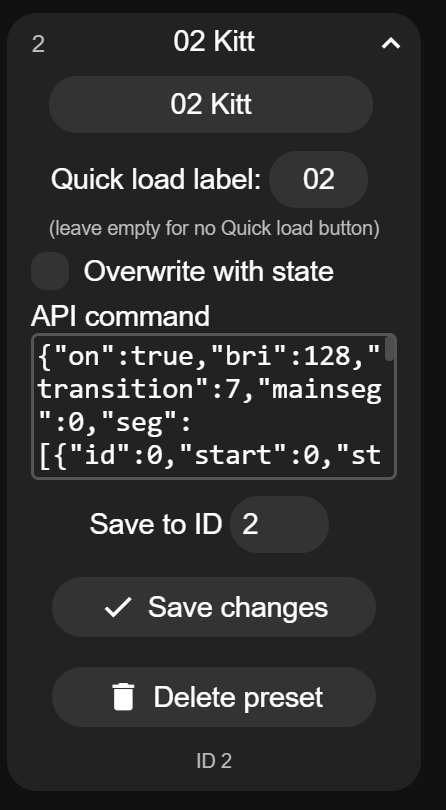 2 02 Kitt
02 Kitt
Quick load label: 02
(leave empty for no Quick load button)
Overwrite with state
API command
{"on":true,"bri":128,"
transition":7,"mainseg
":0,"seg":
[{"id":0,"start":0,"st
Save to ID 2
Save changes
Delete preset
ID 2